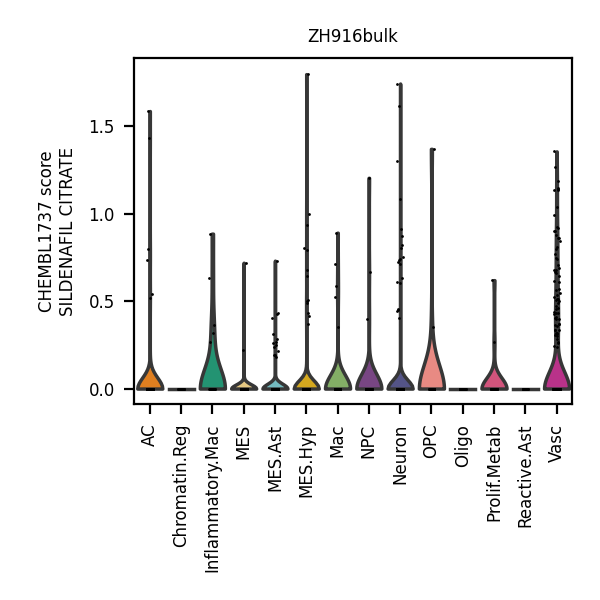 ZH916bulk
CHEMBL1737 score
SILDENAFIL CITRATE
1.5
1.0
0.5
0.0
AC
Chromatin.Reg
Inflammatory.Mac
MES
MES.Ast
MES.Hyp
Mac
NPC
Neuron
OPC
Oligo
Prolif.Metab
Reactive.Ast
Vasc